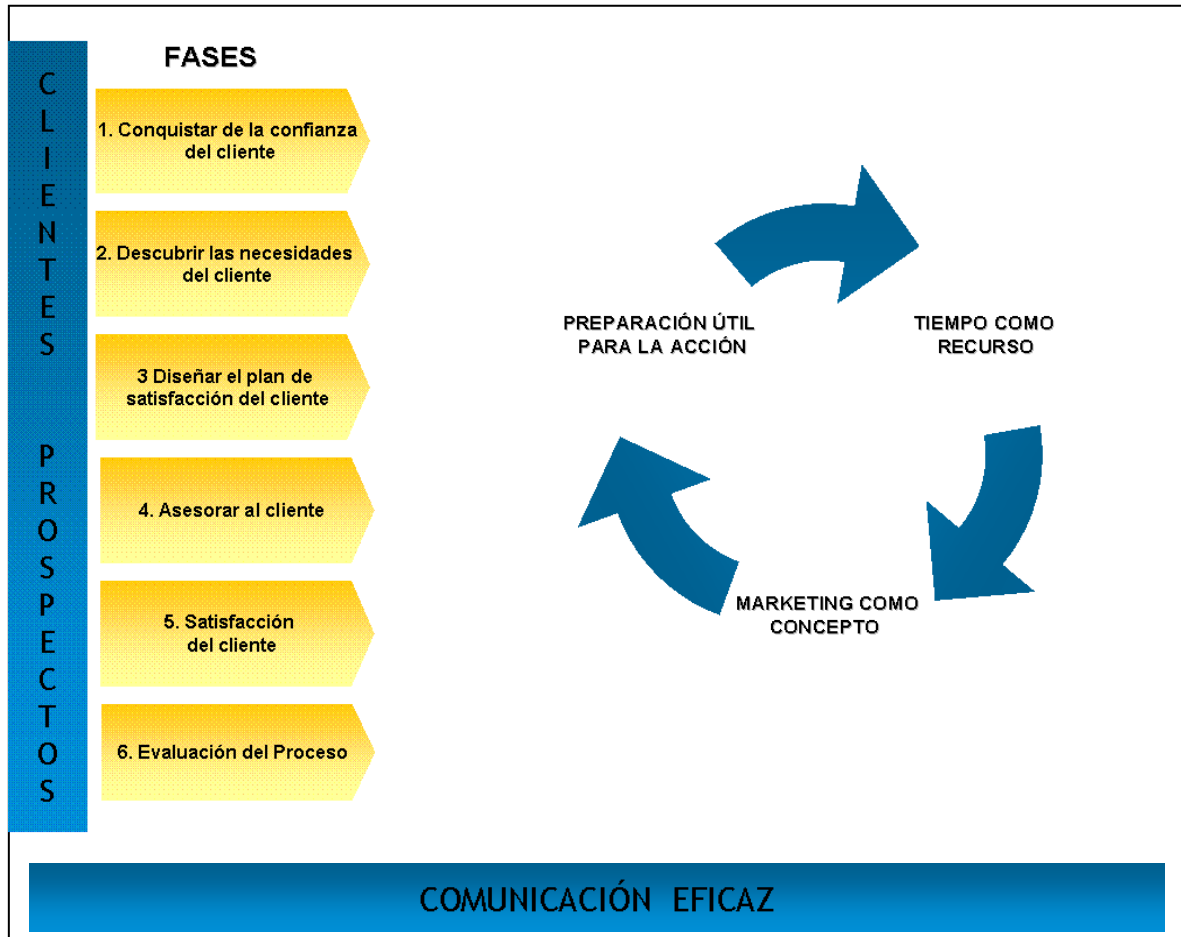 CLIENTES PROSPECTOS
FASES
1. Conquistar de la confianza
del cliente
2. Descubrir las necesidades
del cliente
3 Diseñar el plan de
satisfacción del cliente
4. Asesorar al cliente
5. Satisfacción
del cliente
6. Evaluación del Proceso
PREPARACIÓN ÚTIL
PARA LA ACCIÓN
TIEMPO COMO
RECURSO
MARKETING COMO
CONCEPTO
COMUNICACIÓN EFICAZ